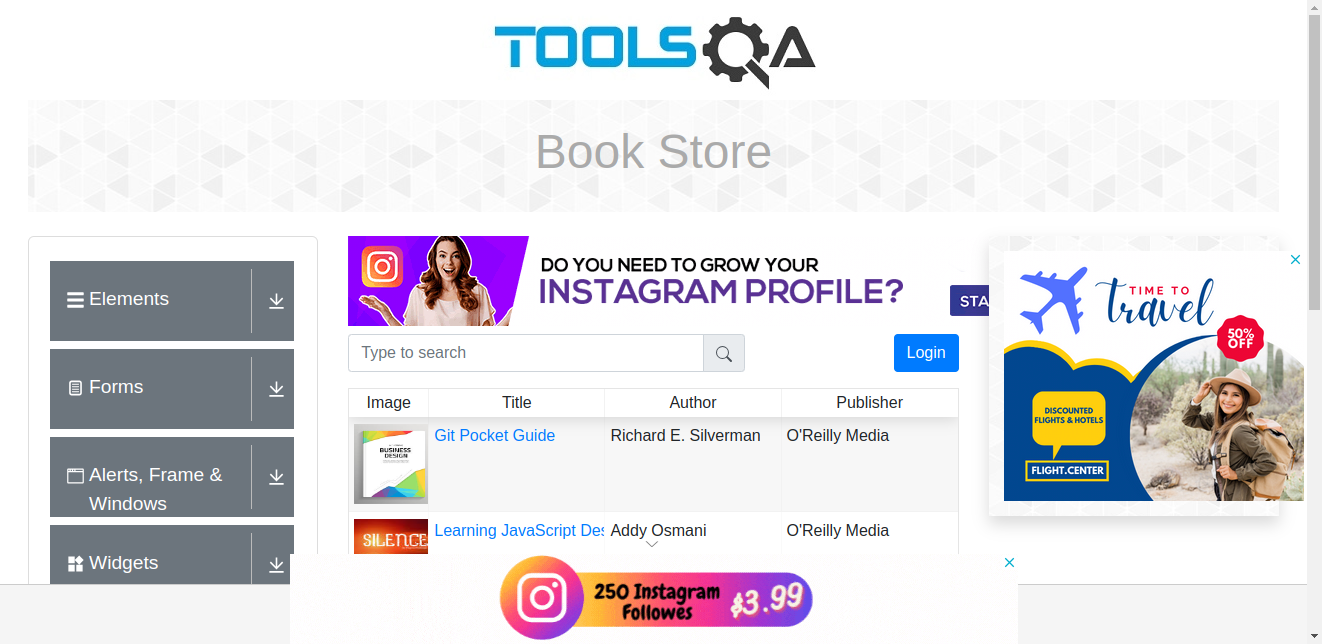 TOOLSQA
Book Store
Elements
Forms
Alerts, Frame &
Windows
Widgets
DO YOU NEED TO GROW YOUR
INSTAGRAM PROFILE?
STA
Type to search
Login
Image Title Author Publisher
BUSINESS
DESIGN
Git Pocket Guide Richard E. Silverman O'Reilly Media
SILENCE
Learning JavaScript Des Addy Osmani O'Reilly Media
TIME TO
travel
50%
OFF
DISCOUNTED
FLIGHTS & HOTELS
FLIGHT.CENTER
250 Instagram
Followes
$3.99